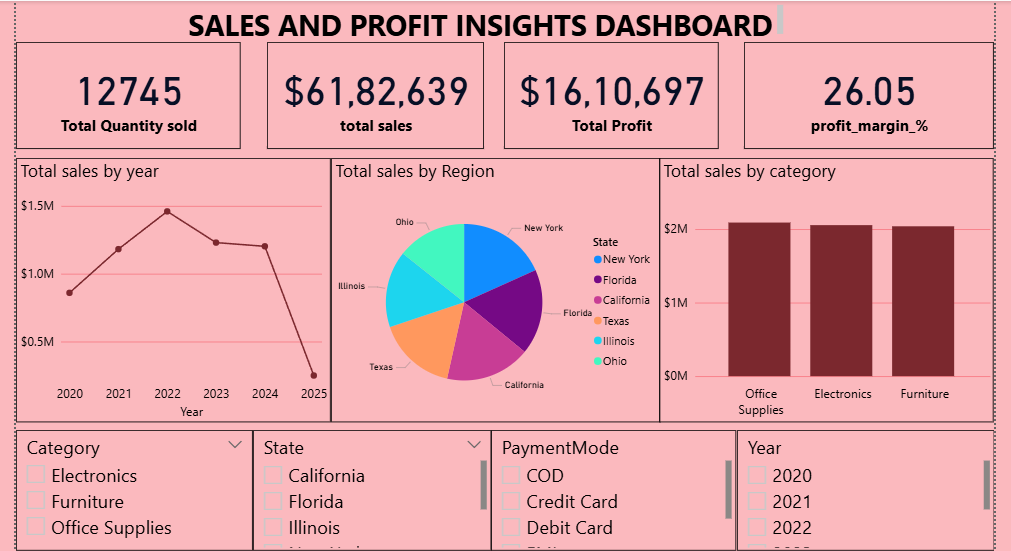 SALES AND PROFIT INSIGHTS DASHBOARD
12745
Total Quantity sold
$61,82,639
total sales
$16,10,697
Total Profit
26.05
profit_margin_%
Total sales by year
$1.5M
$1.0M
$0.5M
2020 2021 2022 2023 2024 2025
Year
Total sales by Region
Ohio
New York
Illinois
Florida
Texas
California
State
New York
Florida
California
Texas
Illinois
Ohio
Total sales by category
$2M
$1M
$0M
Office
Supplies
Electronics
Furniture
Category
Electronics
Furniture
Office Supplies
State
California
Florida
Illinois
PaymentMode
COD
Credit Card
Debit Card
Year
2020
2021
2022